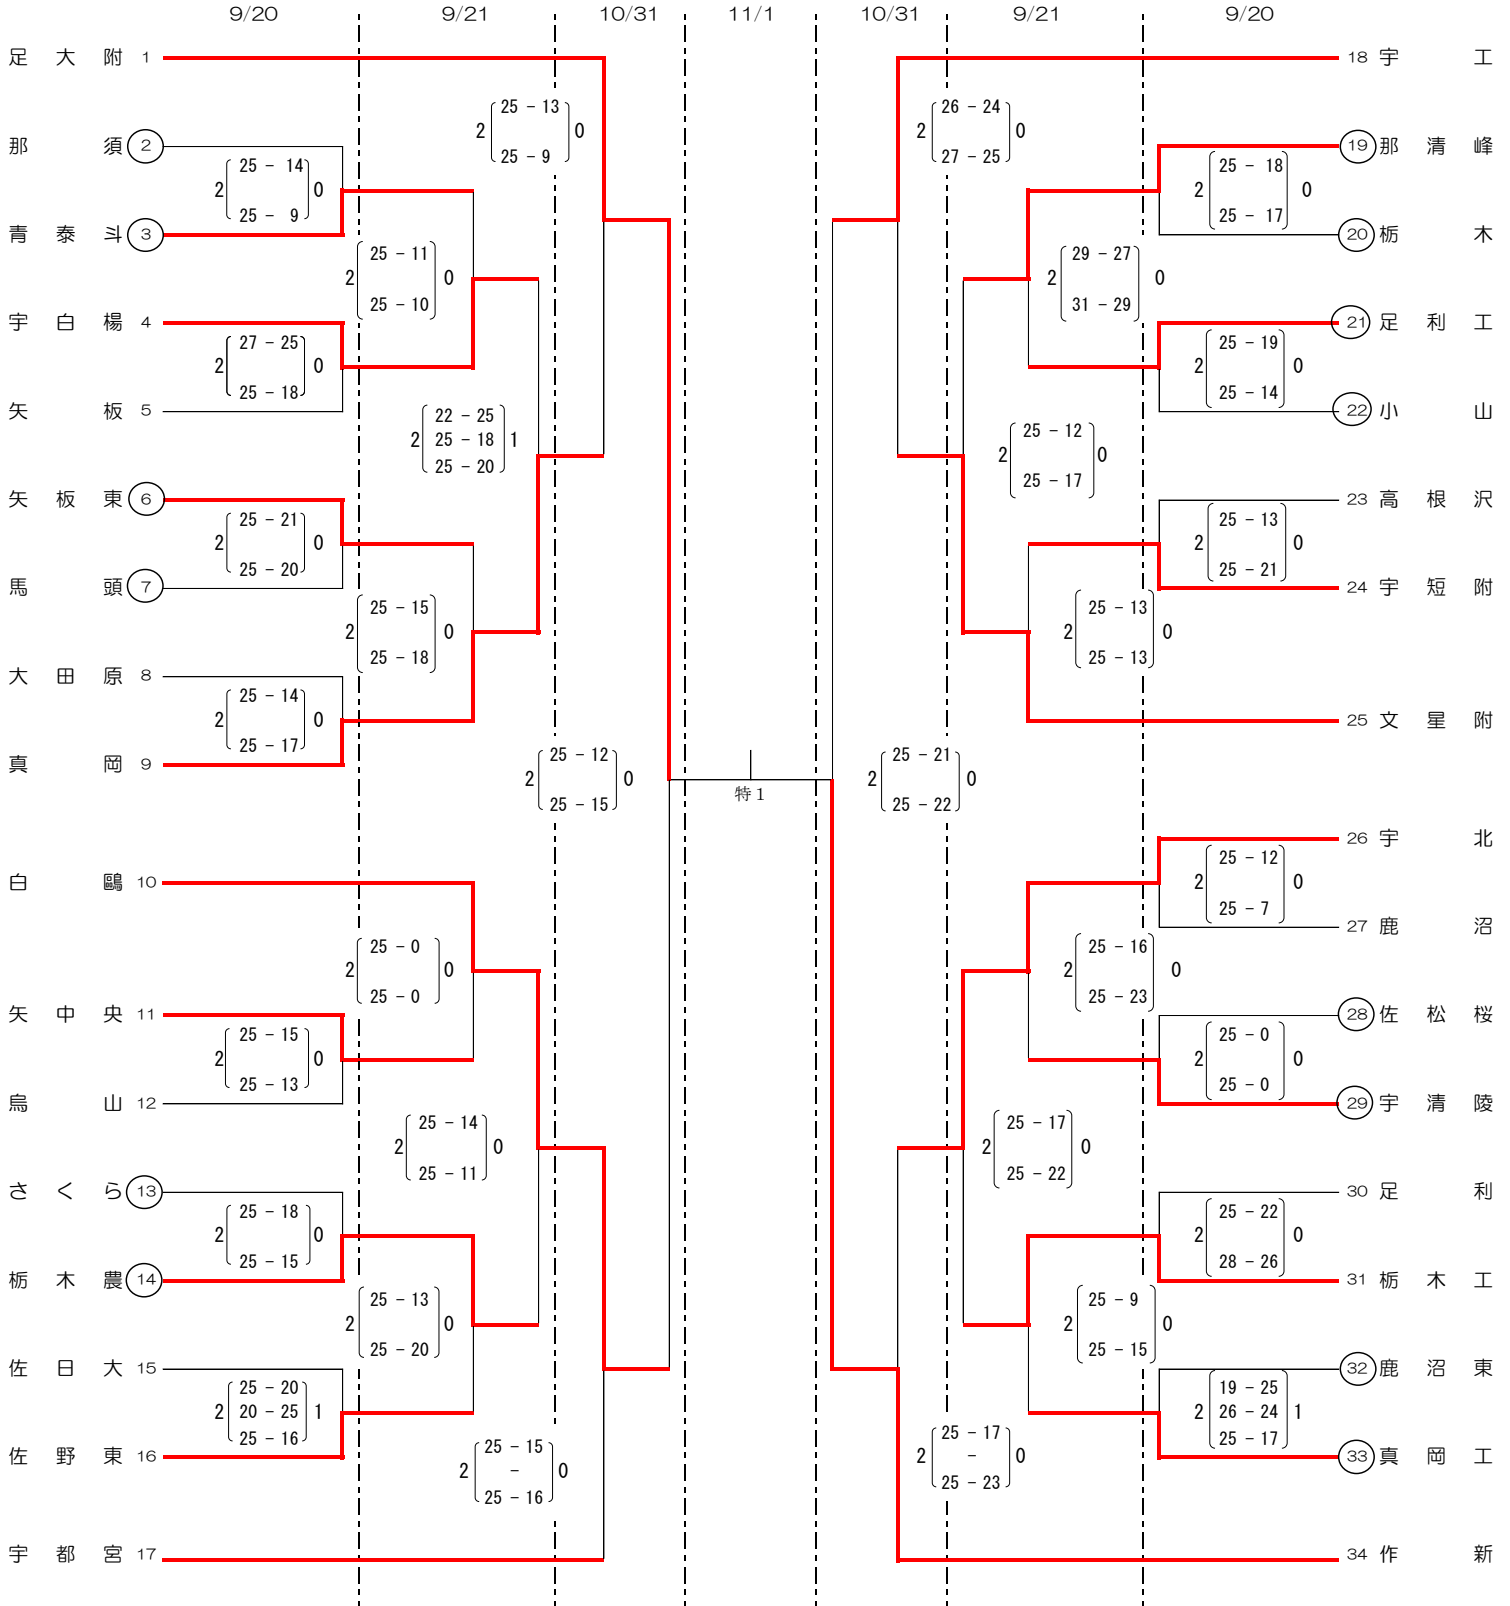 9/20 9/21 10/31 11/1 10/31 9/21 9/20
足大附 1
那須 2
青泰斗 3
宇白楊 4
矢板 5
矢板東 6
馬頭 7
大田原 8
真岡 9
白鷗 10
矢中央 11
烏山 12
さくら 13
栃木農 14
佐日大 15
佐野東 16
宇都宮 17
2 25 - 14 0
25 - 9
2 27 - 25 0
25 - 18
2 25 - 21 0
25 - 20
2 25 - 14 0
25 - 17
2 25 - 15 0
25 - 13
2 25 - 18 0
25 - 15
25 - 20
2 20 - 25 1
25 - 16
2 25 - 11 0
25 - 10
2 25 - 15 0
25 - 18
2 25 - 0 0
25 - 0
2 25 - 13 0
25 - 20
22 - 25
2 25 - 18 1
25 - 20
2 25 - 14 0
25 - 11
2 25 - 13 0
25 - 9
25 - 15
2 - 0
25 - 16
2 25 - 12 0
25 - 15
特1
2 25 - 21 0
25 - 22
2 26 - 24 0
27 - 25
25 - 17
2 - 0
25 - 23
2 25 - 12 0
25 - 17
2 25 - 17 0
25 - 22
2 29 - 27 0
31 - 29
2 25 - 13 0
25 - 13
2 25 - 16 0
25 - 23
2 25 - 9 0
25 - 15
2 25 - 18 0
25 - 17
2 25 - 19 0
25 - 14
2 25 - 13 0
25 - 21
2 25 - 12 0
25 - 7
2 25 - 0 0
25 - 0
2 25 - 22 0
28 - 26
19 - 25
2 26 - 24 1
25 - 17
18 宇工
19 那清峰
20 栃木
21 足利工
22 小山
23 高根沢
24 宇短附
25 文星附
26 宇北
27 鹿沼
28 佐松桜
29 宇清陵
30 足利
31 栃木工
32 鹿沼東
33 真岡工
34 作新